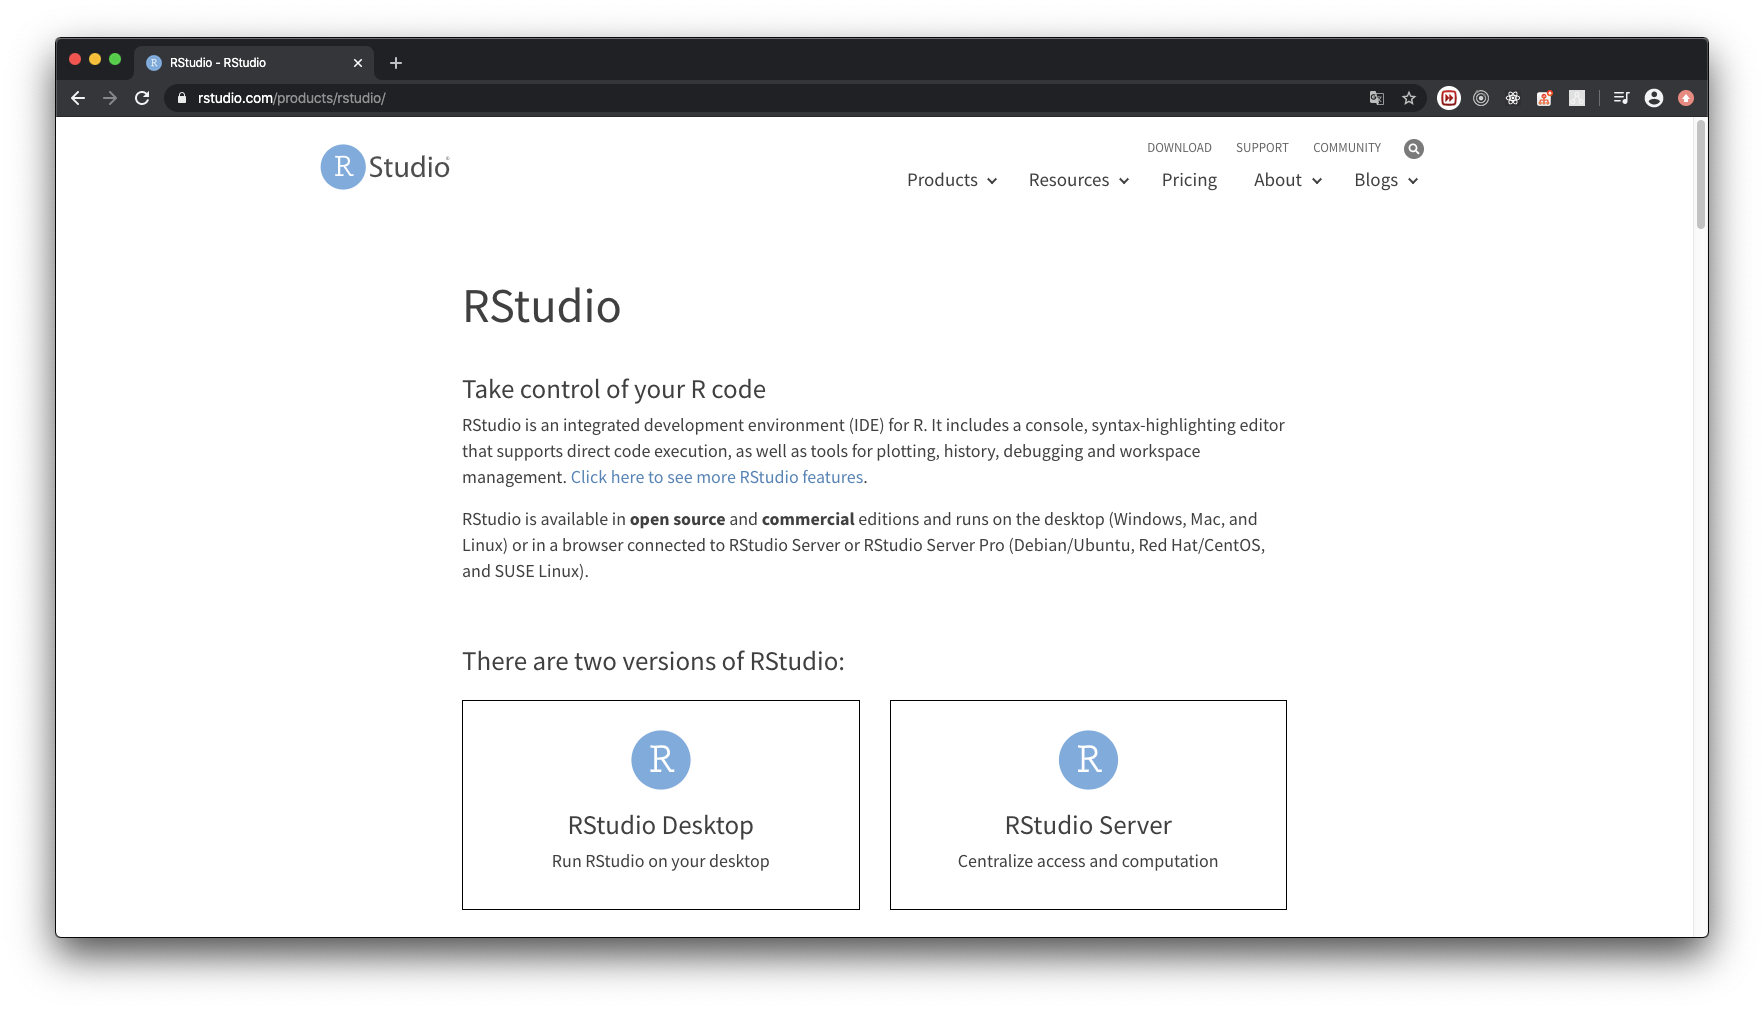 RStudio - RStudio
rstudio.com/products/rstudio/
R Studio®
DOWNLOAD SUPPORT COMMUNITY
Products Resources Pricing About Blogs
RStudio
Take control of your R code
RStudio is an integrated development environment (IDE) for R. It includes a console, syntax-highlighting editor
that supports direct code execution, as well as tools for plotting, history, debugging and workspace
management. Click here to see more RStudio features.
RStudio is available in open source and commercial editions and runs on the desktop (Windows, Mac, and
Linux) or in a browser connected to RStudio Server or RStudio Server Pro (Debian/Ubuntu, Red Hat/CentOS,
and SUSE Linux).
There are two versions of RStudio:
R
RStudio Desktop
Run RStudio on your desktop
R
RStudio Server
Centralize access and computation